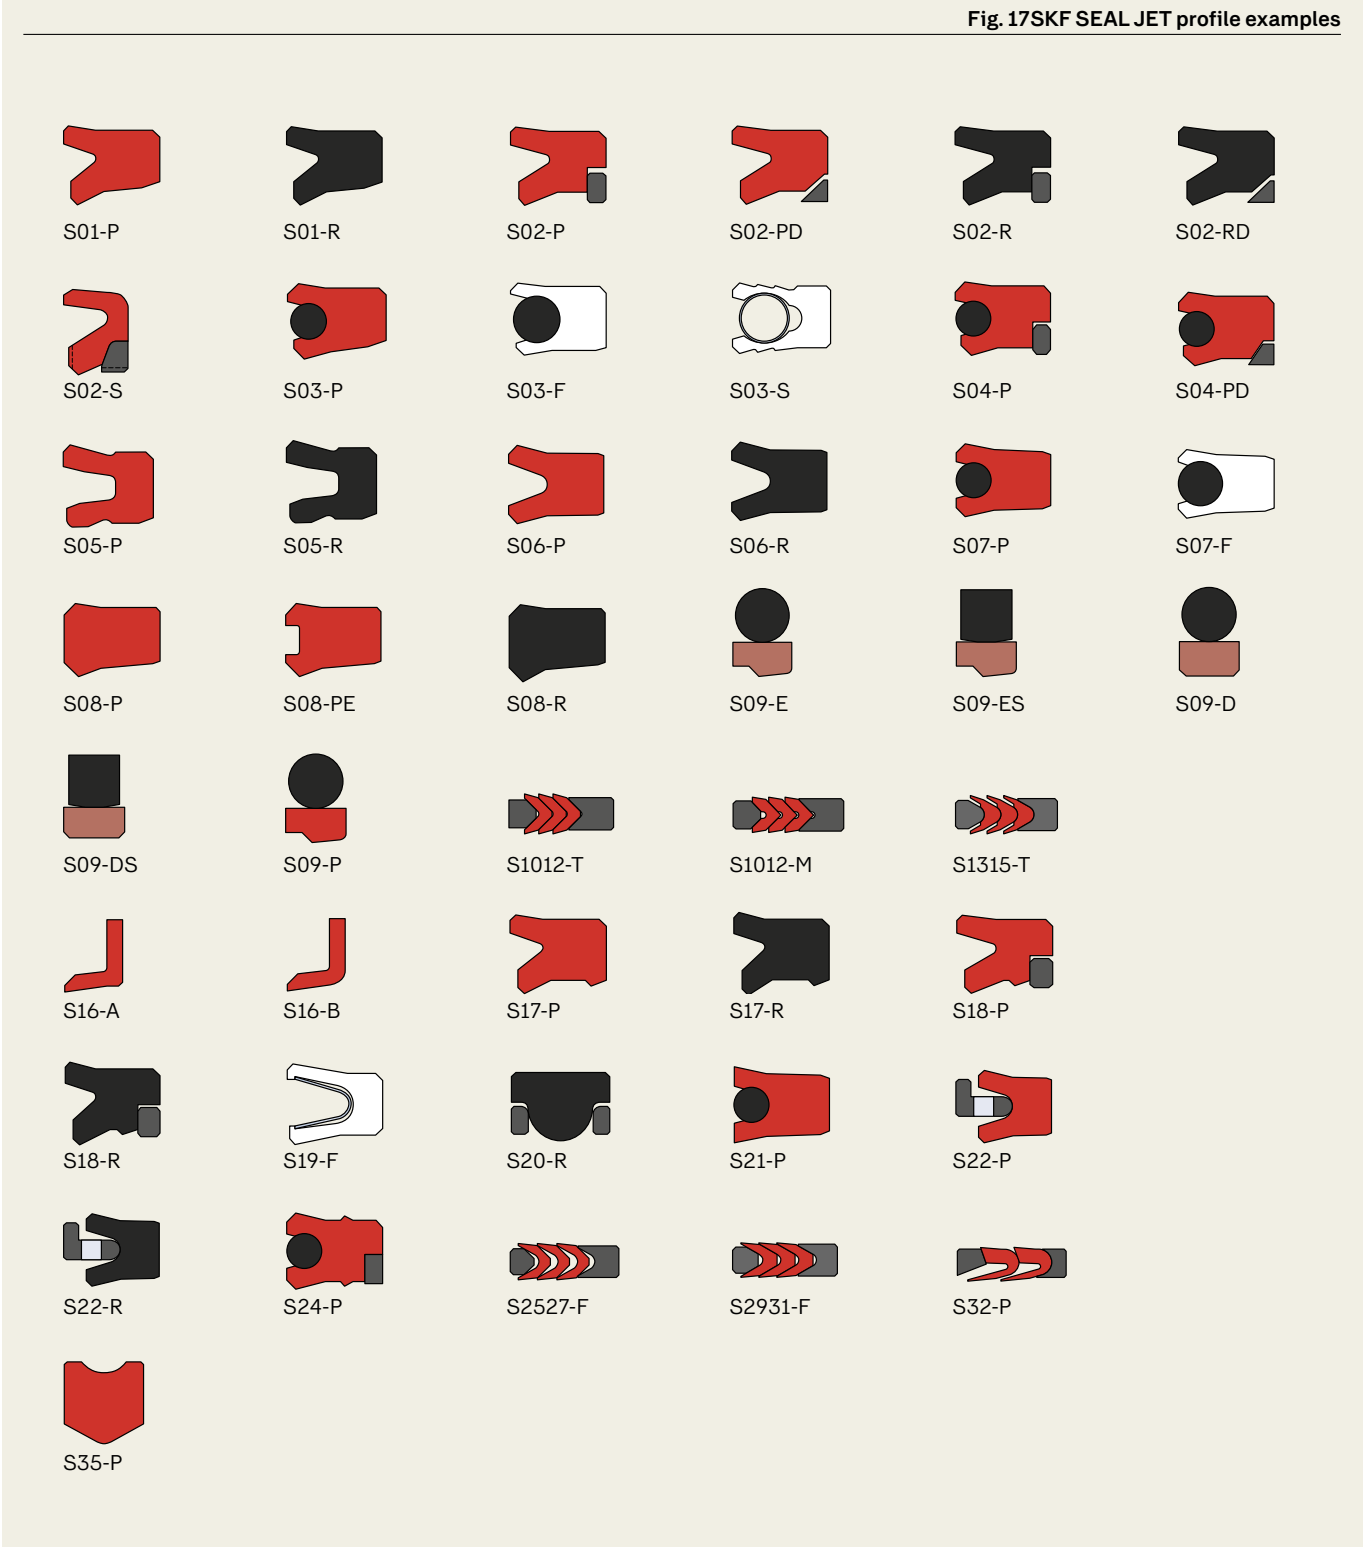 Fig. 17SKF SEAL JET profile examples
S01-P S01-R S02-P S02-PD S02-R S02-RD
S02-S S03-P S03-F S03-S S04-P S04-PD
S05-P S05-R S06-P S06-R S07-P S07-F
S08-P S08-PE S08-R S09-E S09-ES S09-D
S09-DS S09-P S1012-T S1012-M S1315-T
S16-A S16-B S17-P S17-R S18-P
S18-R S19-F S20-R S21-P S22-P
S22-R S24-P S2527-F S2931-F S32-P
S35-P